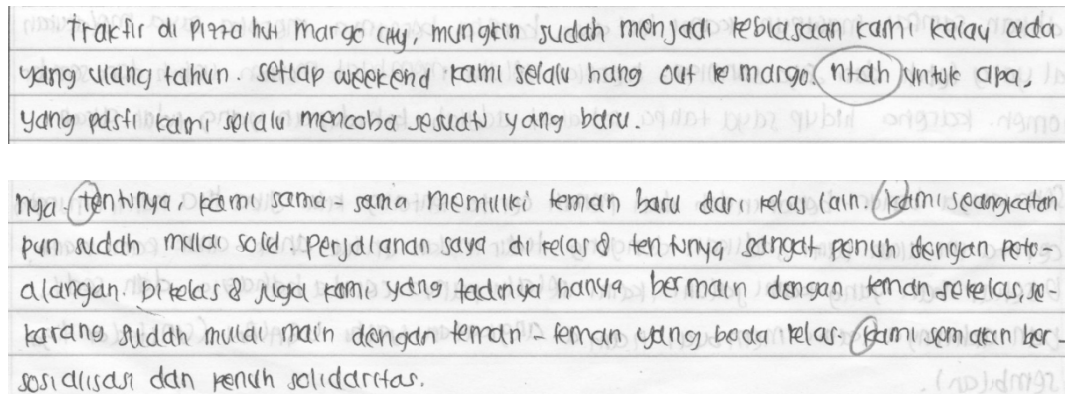 Traktir di Pizza hut Margo city, mungkin sudah menjadi kebiasaan kami kalau ada
yang ulang tahun. setiap weekend kami selalu hang out ke margo. ntah untuk apa,
yang pasti kami selalu mencoba sesuatu yang baru.
nya. tentinya, kami sama-sama memiliki teman baru dari kelas lain. kami seangkatan
pun sudah mulai solid. perjalanan saya di kelas 8 tentunya sangat penuh dengan petu-
alangan. Dikelas 8 juga kami yang tadinya hanya bermain dengan teman sekelas, se-
karang sudah mulai main dengan teman-teman yang beda kelas. kami semakin ber-
sosialisasi dan penuh solidaritas.